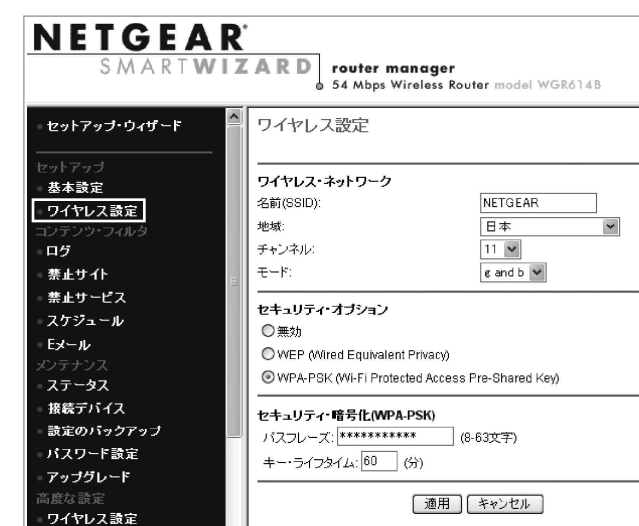 NETGEAR
SMARTWIZARD
router manager
54 Mbps Wireless Router model WGR614B
セットアップ・ウィザード
セットアップ
基本設定
ワイヤレス設定
コンテンツ・フィルタ
ログ
禁止サイト
禁止サービス
スケジュール
Eメール
メンテナンス
ステータス
接続デバイス
設定のバックアップ
パスワード設定
アップグレード
高度な設定
ワイヤレス設定
ワイヤレス設定
ワイヤレス・ネットワーク
名前(SSID): NETGEAR
地域: 日本
チャンネル: 11
モード: g and b
セキュリティ・オプション
無効
WEP (Wired Equivalent Privacy)
WPA-PSK (Wi-Fi Protected Access Pre-Shared Key)
セキュリティ・暗号化(WPA-PSK)
パスフレーズ: *********** (8-63文字)
キー・ライフタイム: 60 (分)
適用 キャンセル